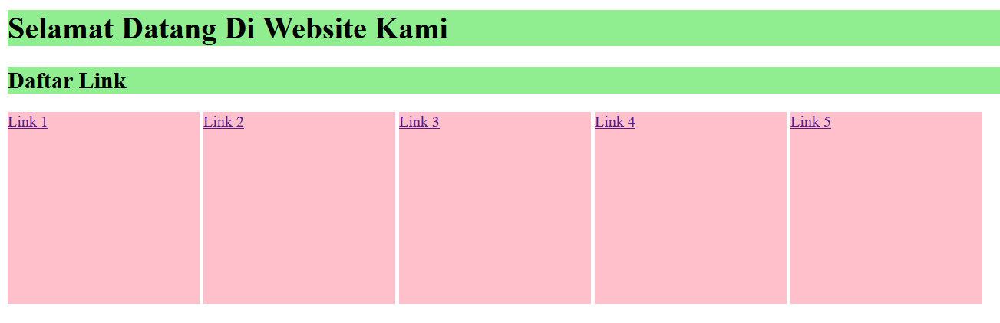 Selamat Datang Di Website Kami
Daftar Link
Link 1 Link 2 Link 3 Link 4 Link 5